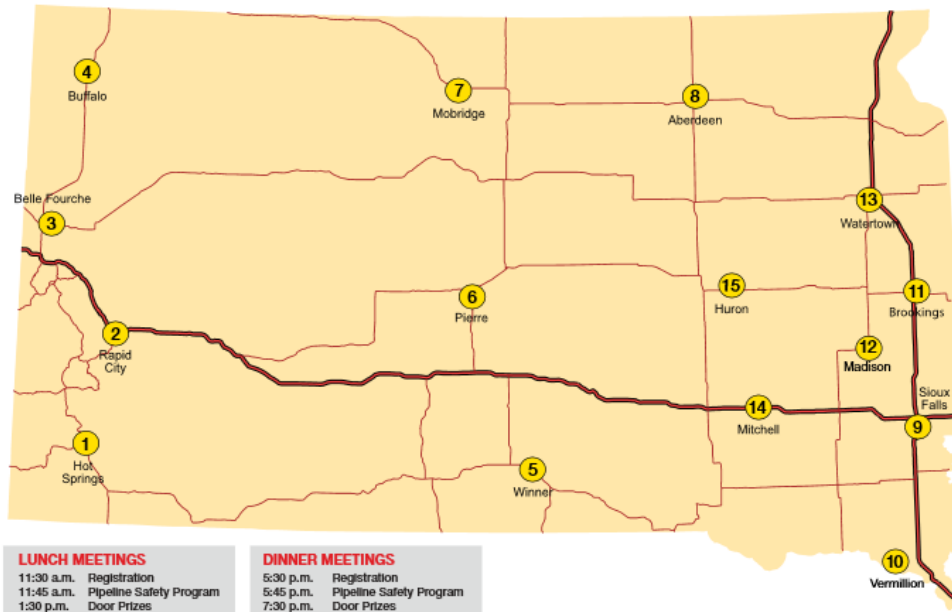 4
Buffalo
7
Mobridge
8
Aberdeen
Belle Fourche
3
13
Watertown
6
Pierre
15
Huron
11
Brookings
2
Rapid
City
12
Madison
Sioux
Falls
14
Mitchell
9
1
Hot
Springs
5
Winner
10
Vermillion
LUNCH MEETINGS
11:30 a.m. Registration
11:45 a.m. Pipeline Safety Program
1:30 p.m. Door Prizes
DINNER MEETINGS
5:30 p.m. Registration
5:45 p.m. Pipeline Safety Program
7:30 p.m. Door Prizes